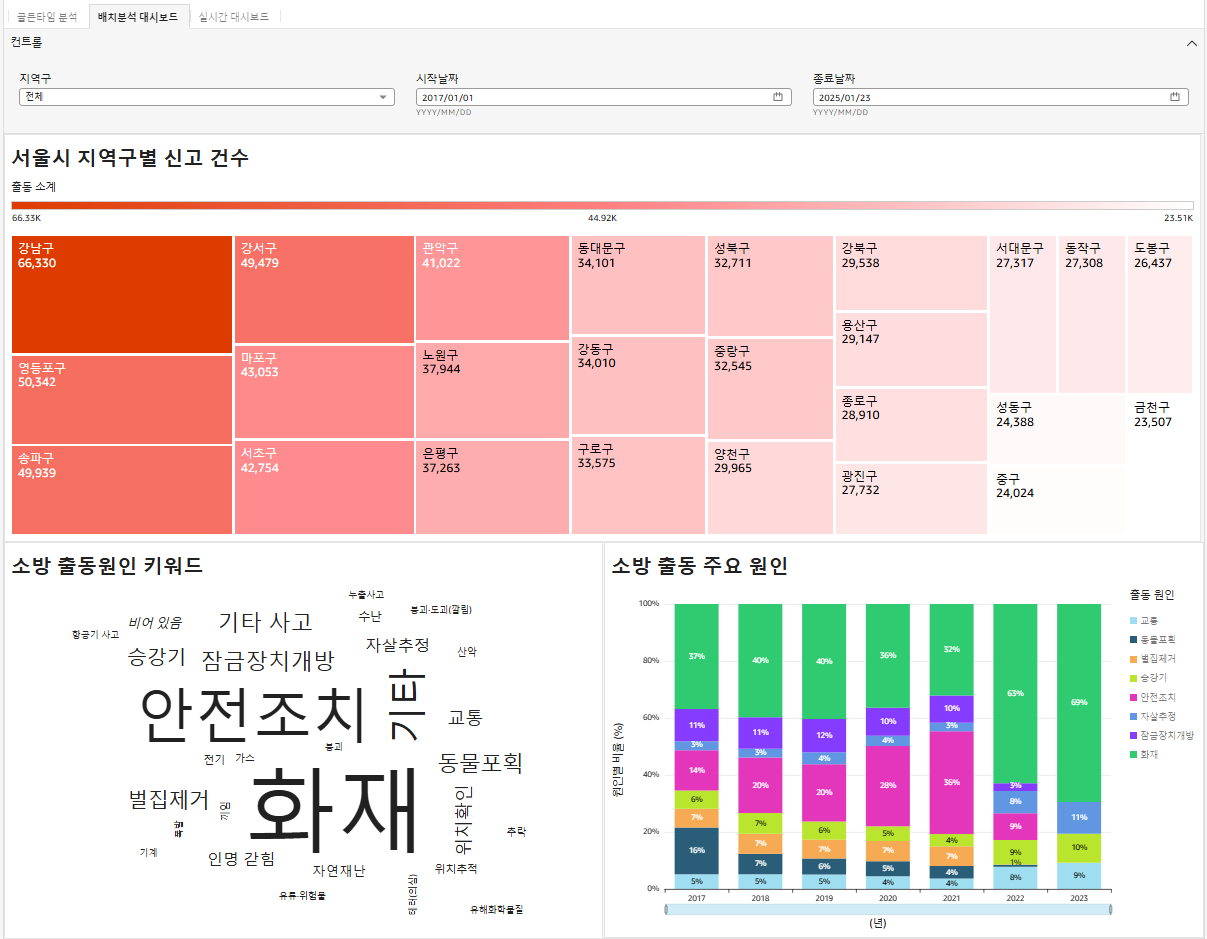 골든타임 분석
배치분석 대시보드
실시간 대시보드
컨트롤
지역구
시작날짜
종료날짜
전체
2017/01/01
2025/01/23
YYYY/MM/DD
YYYY/MM/DD
서울시 지역구별 신고 건수
출동 소계
66.33K
44.92K
23.51K
강남구
66,330
영등포구
50,342
송파구
49,939
강서구
49,479
마포구
43,053
서초구
42,754
관악구
41,022
노원구
37,944
은평구
37,263
동대문구
34,101
강동구
34,010
구로구
33,575
성북구
32,711
중랑구
32,545
양천구
29,965
강북구
29,538
용산구
29,147
종로구
28,910
광진구
27,732
서대문구
27,317
동작구
27,308
도봉구
26,437
성동구
24,388
중구
24,024
금천구
23,507
소방 출동원인 키워드
누출사고
비어 있음
기타 사고
수난
붕괴·도괴(깔림)
항공기 사고
승강기
잠금장치개방
자살추정
산악
안전조치
기타
교통
붕괴
전기
가스
동물포획
화재
벌집제거
끼임
폭발
위치확인
추락
기계
인명 갇힘
자연재난
위치추적
유류·위험물
테러(의심)
유해화학물질
소방 출동 주요 원인
출동 원인
교통
동물포획
벌집제거
승강기
안전조치
자살추정
잠금장치개방
화재
원인별 비율 (%)
100%
80%
60%
40%
20%
0%
37%
11%
3%
14%
6%
7%
16%
5%
40%
11%
3%
20%
7%
7%
7%
5%
40%
12%
4%
20%
6%
7%
6%
5%
36%
10%
4%
28%
5%
7%
5%
4%
32%
10%
3%
36%
4%
7%
4%
4%
63%
3%
8%
9%
9%
1%
8%
69%
11%
10%
9%
2017
2018
2019
2020
2021
2022
2023
(년)